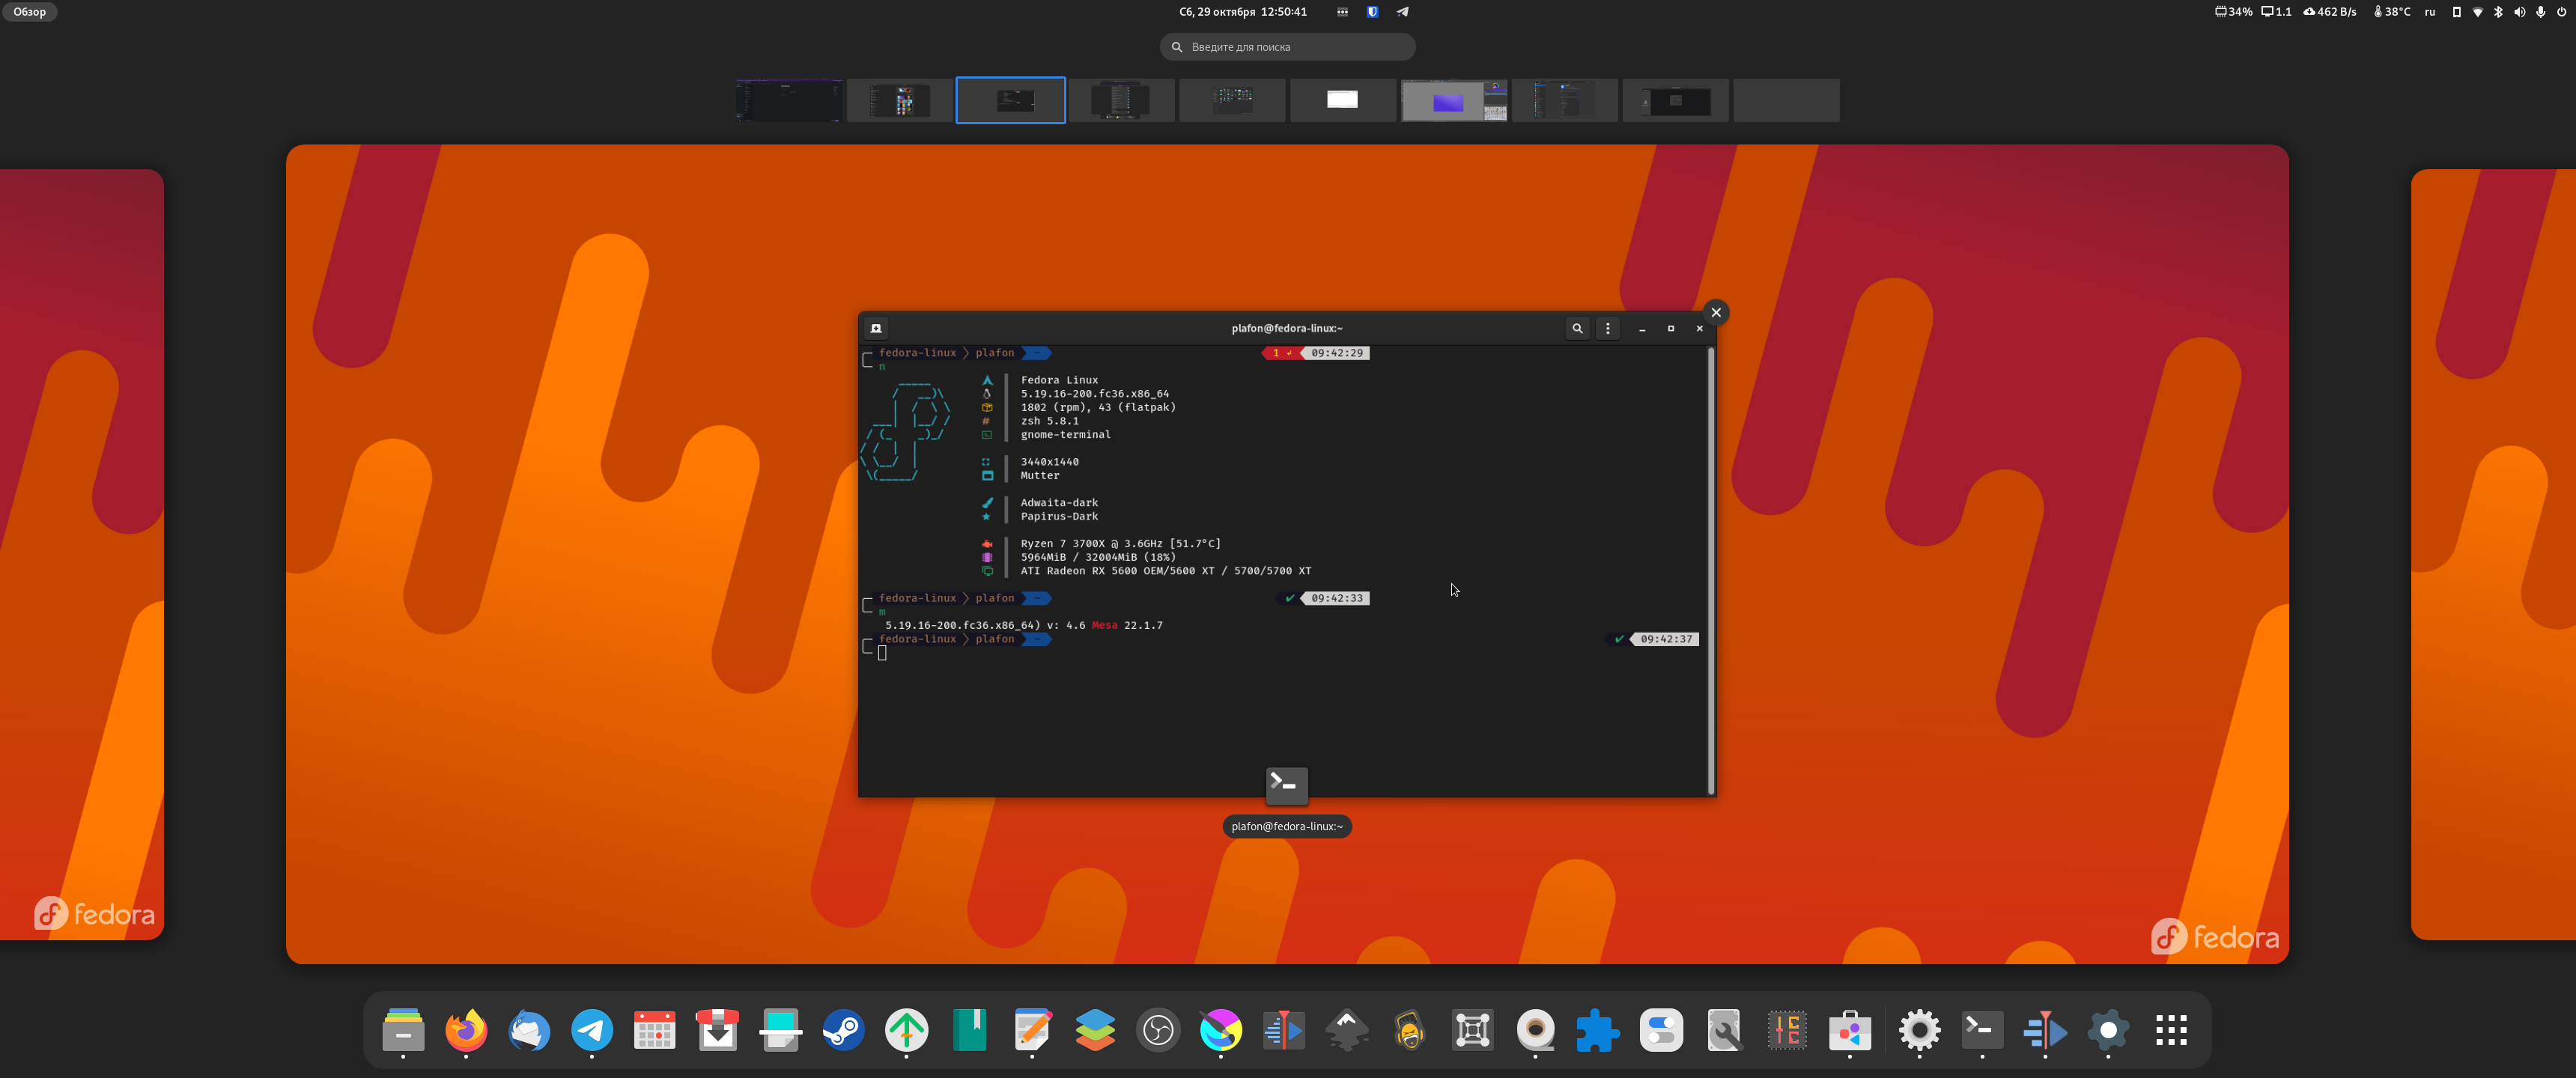 Обзор
Сб, 29 октября 12:50:41
34% 1.1 462 B/s 38°C ru
Введите для поиска
plafon@fedora-linux:~
fedora-linux plafon ~ 1 09:42:29
n
Fedora Linux
5.19.16-200.fc36.x86_64
1802 (rpm), 43 (flatpak)
# zsh 5.8.1
gnome-terminal
3440x1440
Mutter
Adwaita-dark
Papirus-Dark
Ryzen 7 3700X @ 3.6GHz [51.7°C]
5964MiB / 32004MiB (18%)
ATI Radeon RX 5600 OEM/5600 XT / 5700/5700 XT
fedora-linux plafon ~ ✔ 09:42:33
m
5.19.16-200.fc36.x86_64) v: 4.6 Mesa 22.1.7
fedora-linux plafon ~ ✔ 09:42:37
plafon@fedora-linux:~
fedora
fedora